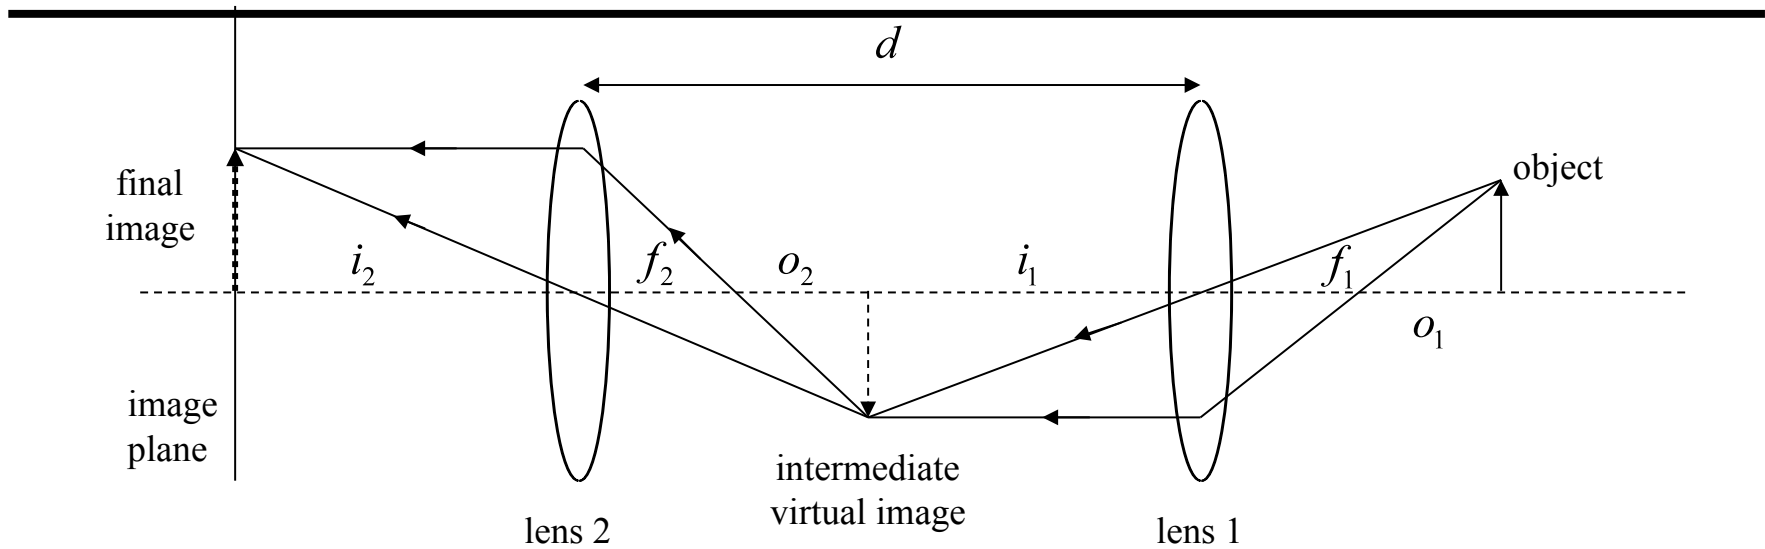 d
object
final
image
i₂
f₂
o₂
i₁
f₁
o₁
image
plane
intermediate
virtual image
lens 2
lens 1